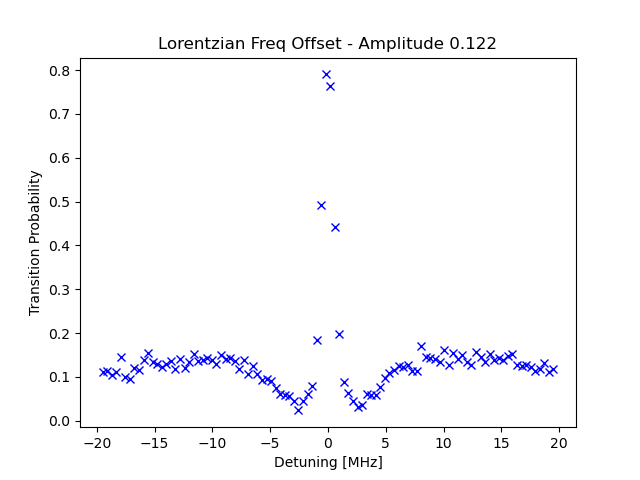 Lorentzian Freq Offset - Amplitude 0.122
0.8
0.7
0.6
0.5
0.4
0.3
0.2
0.1
0.0
Transition Probability
−20 −15 −10 −5 0 5 10 15 20
Detuning [MHz]